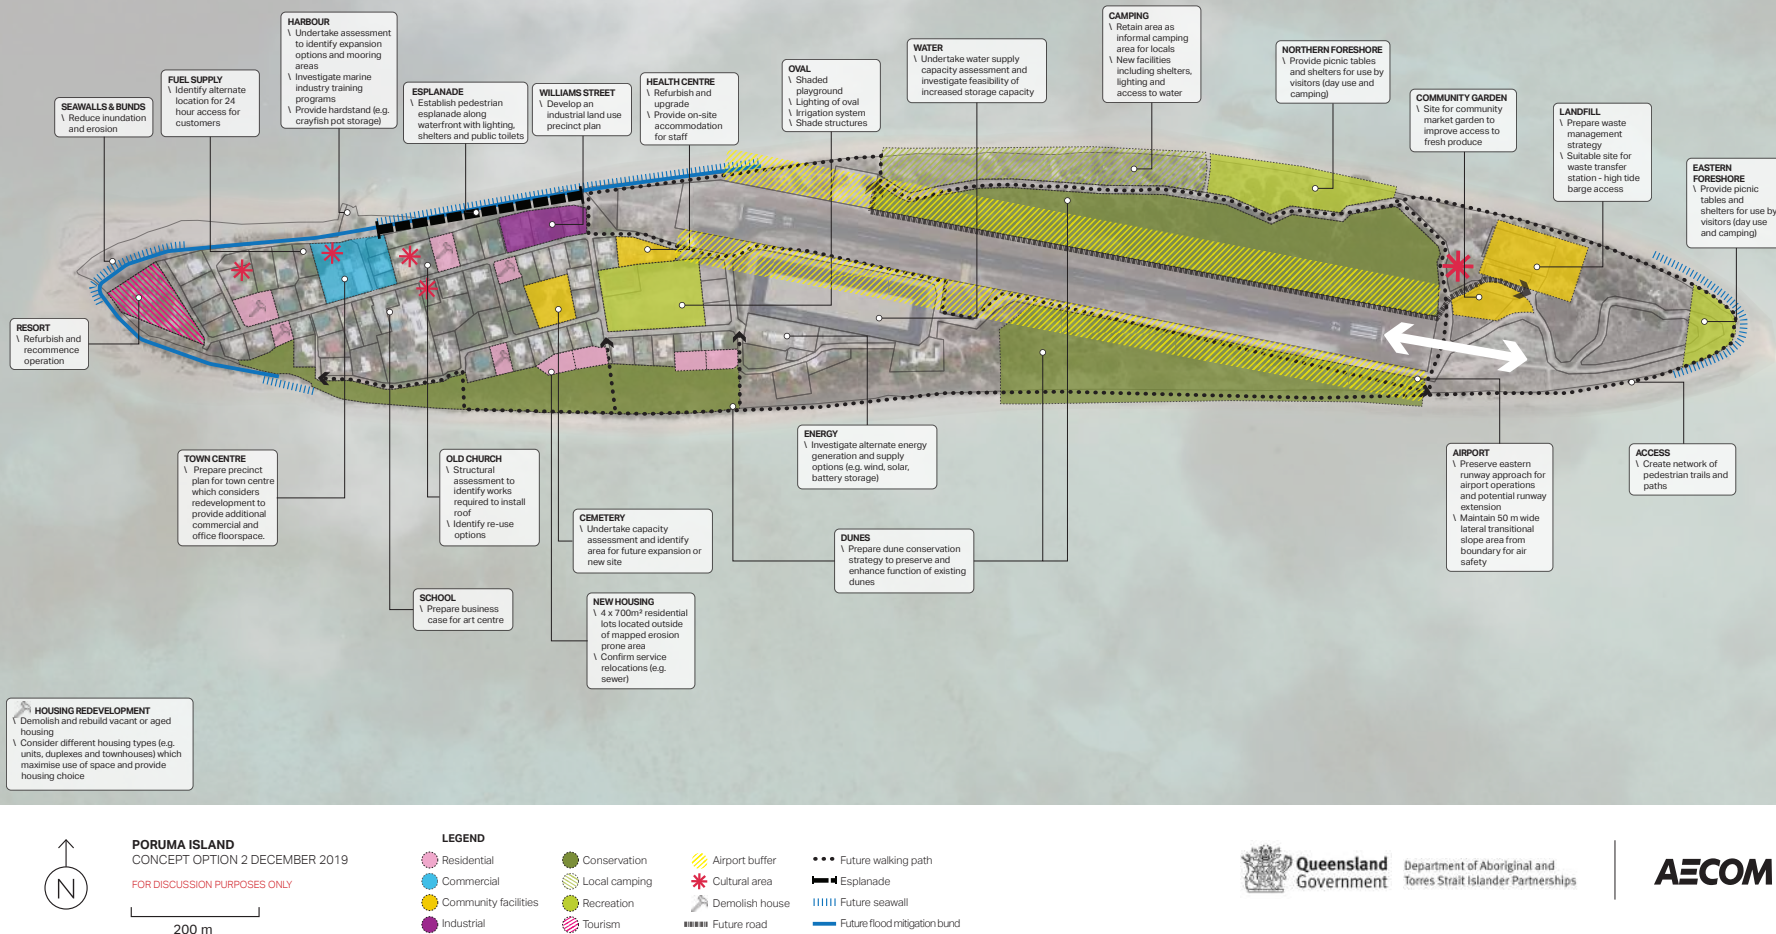 SEAWALLS & BUNDS
\ Reduce inundation
and erosion
FUEL SUPPLY
\ Identify alternate
location for 24
hour access for
customers
HARBOUR
\ Undertake assessment
to identify expansion
options and mooring
areas
\ Investigate marine
industry training
programs
\ Provide hardstand (e.g.
crayfish pot storage)
ESPLANADE
\ Establish pedestrian
esplanade along
waterfront with lighting,
shelters and public toilets
WILLIAMS STREET
\ Develop an
industrial land use
precinct plan
HEALTH CENTRE
\ Refurbish and
upgrade
\ Provide on-site
accommodation
for staff
OVAL
\ Shaded
playground
\ Lighting of oval
\ Irrigation system
\ Shade structures
WATER
\ Undertake water supply
capacity assessment and
investigate feasibility of
increased storage capacity
CAMPING
\ Retain area as
informal camping
area for locals
\ New facilities
including shelters,
lighting and
access to water
NORTHERN FORESHORE
\ Provide picnic tables
and shelters for use by
visitors (day use and
camping)
COMMUNITY GARDEN
\ Site for community
market garden to
improve access to
fresh produce
LANDFILL
\ Prepare waste
management
strategy
\ Suitable site for
waste transfer
station - high tide
barge access
EASTERN
FORESHORE
\ Provide picnic
tables and
shelters for use by
visitors (day use
and camping)
RESORT
\ Refurbish and
recommence
operation
TOWN CENTRE
\ Prepare precinct
plan for town centre
which considers
redevelopment to
provide additional
commercial and
office floorspace.
OLD CHURCH
\ Structural
assessment to
identify works
required to install
roof
\ Identify re-use
options
SCHOOL
\ Prepare business
case for art centre
CEMETERY
\ Undertake capacity
assessment and identify
area for future expansion or
new site
NEW HOUSING
\ 4 x 700m² residential
lots located outside
of mapped erosion
prone area
\ Confirm service
relocations (e.g.
sewer)
ENERGY
\ Investigate alternate energy
generation and supply
options (e.g. wind, solar,
battery storage)
DUNES
\ Prepare dune conservation
strategy to preserve and
enhance function of existing
dunes
AIRPORT
\ Preserve eastern
runway approach for
airport operations
and potential runway
extension
\ Maintain 50 m wide
lateral transitional
slope area from
boundary for air
safety
ACCESS
\ Create network of
pedestrian trails and
paths
HOUSING REDEVELOPMENT
\ Demolish and rebuild vacant or aged
housing
\ Consider different housing types (e.g.
units, duplexes and townhouses) which
maximise use of space and provide
housing choice
N
PORUMA ISLAND
CONCEPT OPTION 2 DECEMBER 2019
FOR DISCUSSION PURPOSES ONLY
200 m
LEGEND
Residential
Commercial
Community facilities
Industrial
Conservation
Local camping
Recreation
Tourism
Airport buffer
Cultural area
Demolish house
Future road
Future walking path
Esplanade
Future seawall
Future flood mitigation bund
Queensland
Government
Department of Aboriginal and
Torres Strait Islander Partnerships
AECOM